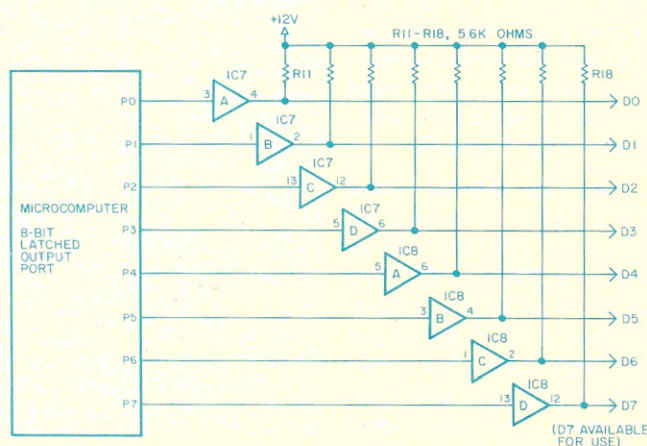 +12V
R11-R18, 5.6K OHMS
R11
R18
MICROCOMPUTER
8-BIT
LATCHED
OUTPUT
PORT
P0
3
A
4
IC7
D0
P1
1
B
2
IC7
D1
P2
13
C
12
IC7
D2
P3
5
D
6
IC7
D3
P4
5
A
6
IC8
D4
P5
3
B
4
IC8
D5
P6
1
C
2
IC8
D6
P7
13
D
12
IC8
D7
(D7 AVAILABLE
FOR USE)